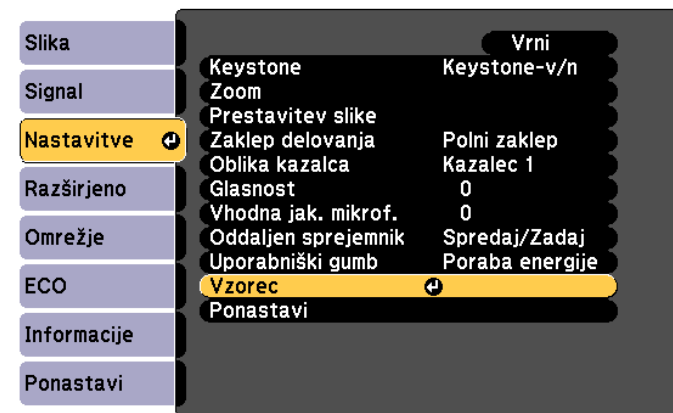 Slika
Signal
Nastavitve
Razširjeno
Omrežje
ECO
Informacije
Ponastavi
Vrni
Keystone Keystone-v/n
Zoom
Prestavitev slike
Zaklep delovanja Polni zaklep
Oblika kazalca Kazalec 1
Glasnost 0
Vhodna jak. mikrof. 0
Oddaljen sprejemnik Spredaj/Zadaj
Uporabniški gumb Poraba energije
Vzorec
Ponastavi